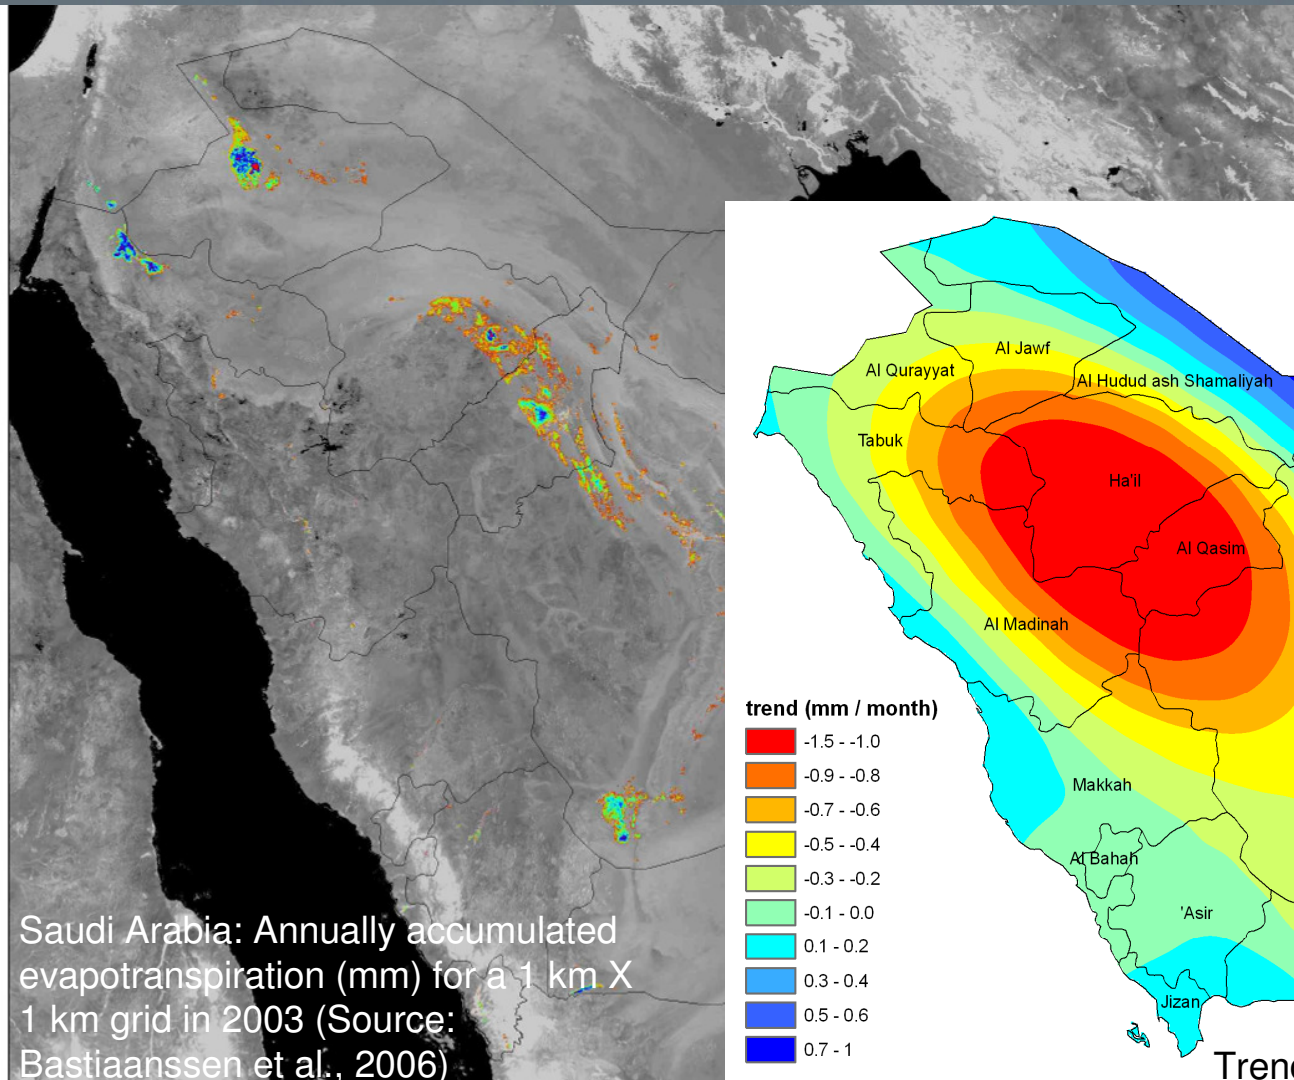 Al Jawf
Al Qurayyat
Al Hudud ash Shamaliyah
Tabuk
Ha'il
Al Qasim
Al Madinah
trend (mm / month)
-1.5 - -1.0
-0.9 - -0.8
-0.7 - -0.6
-0.5 - -0.4
-0.3 - -0.2
-0.1 - 0.0
0.1 - 0.2
0.3 - 0.4
0.5 - 0.6
0.7 - 1
Makkah
Al Bahah
'Asir
Jizan
Saudi Arabia: Annually accumulated
evapotranspiration (mm) for a 1 km X
1 km grid in 2003 (Source:
Bastiaanssen et al., 2006)
Trend